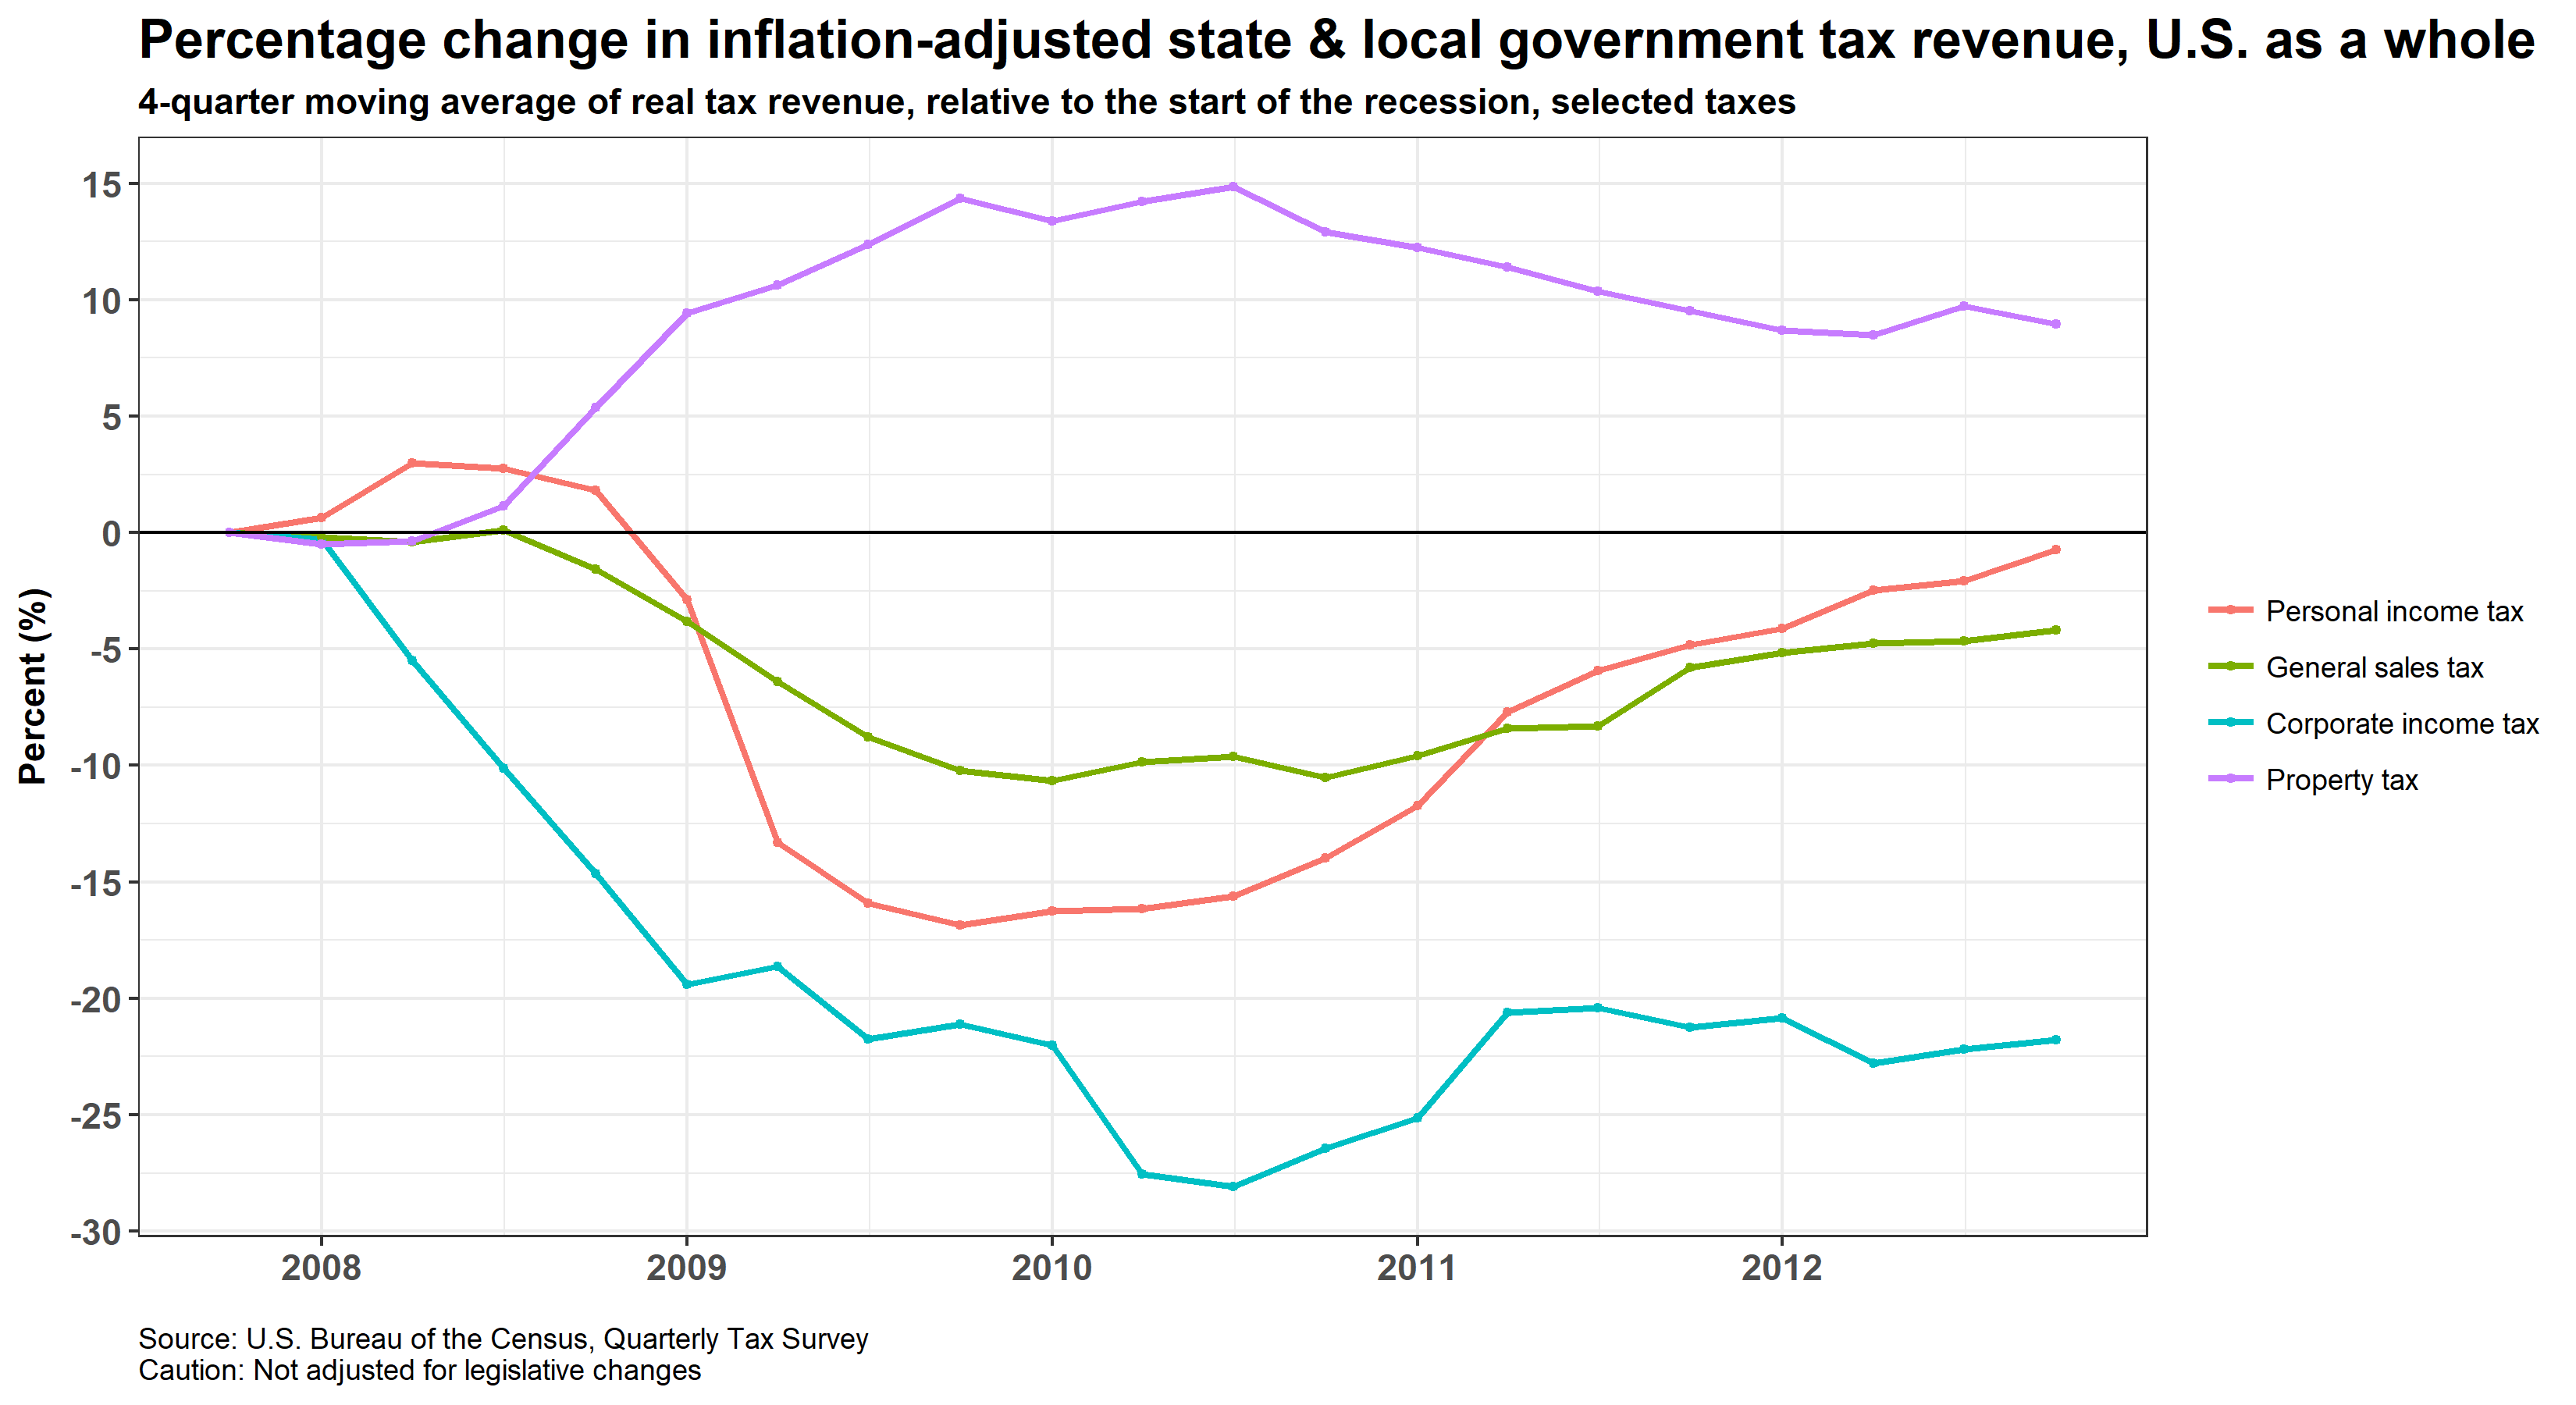 Percentage change in inflation-adjusted state & local government tax revenue, U.S. as a whole
4-quarter moving average of real tax revenue, relative to the start of the recession, selected taxes
Percent (%)
15
10
5
0
-5
-10
-15
-20
-25
-30
2008 2009 2010 2011 2012
Personal income tax
General sales tax
Corporate income tax
Property tax
Source: U.S. Bureau of the Census, Quarterly Tax Survey
Caution: Not adjusted for legislative changes